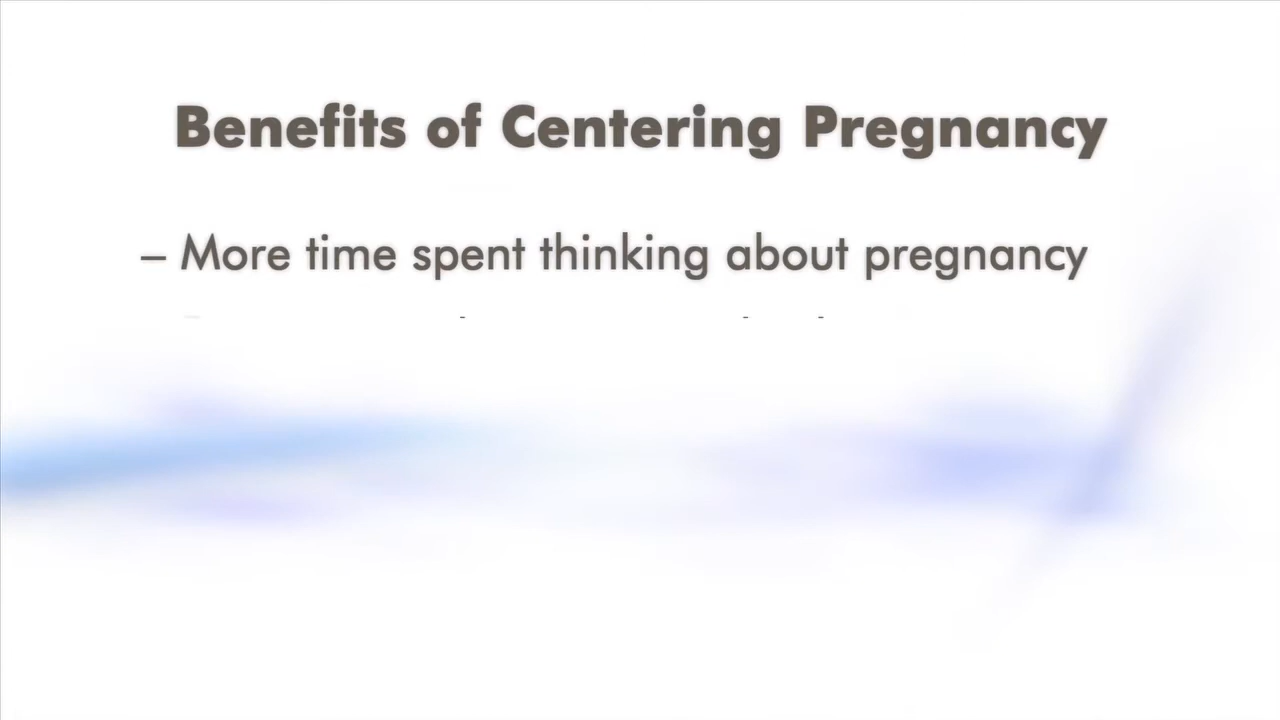 Benefits of Centering Pregnancy
– More time spent thinking about pregnancy